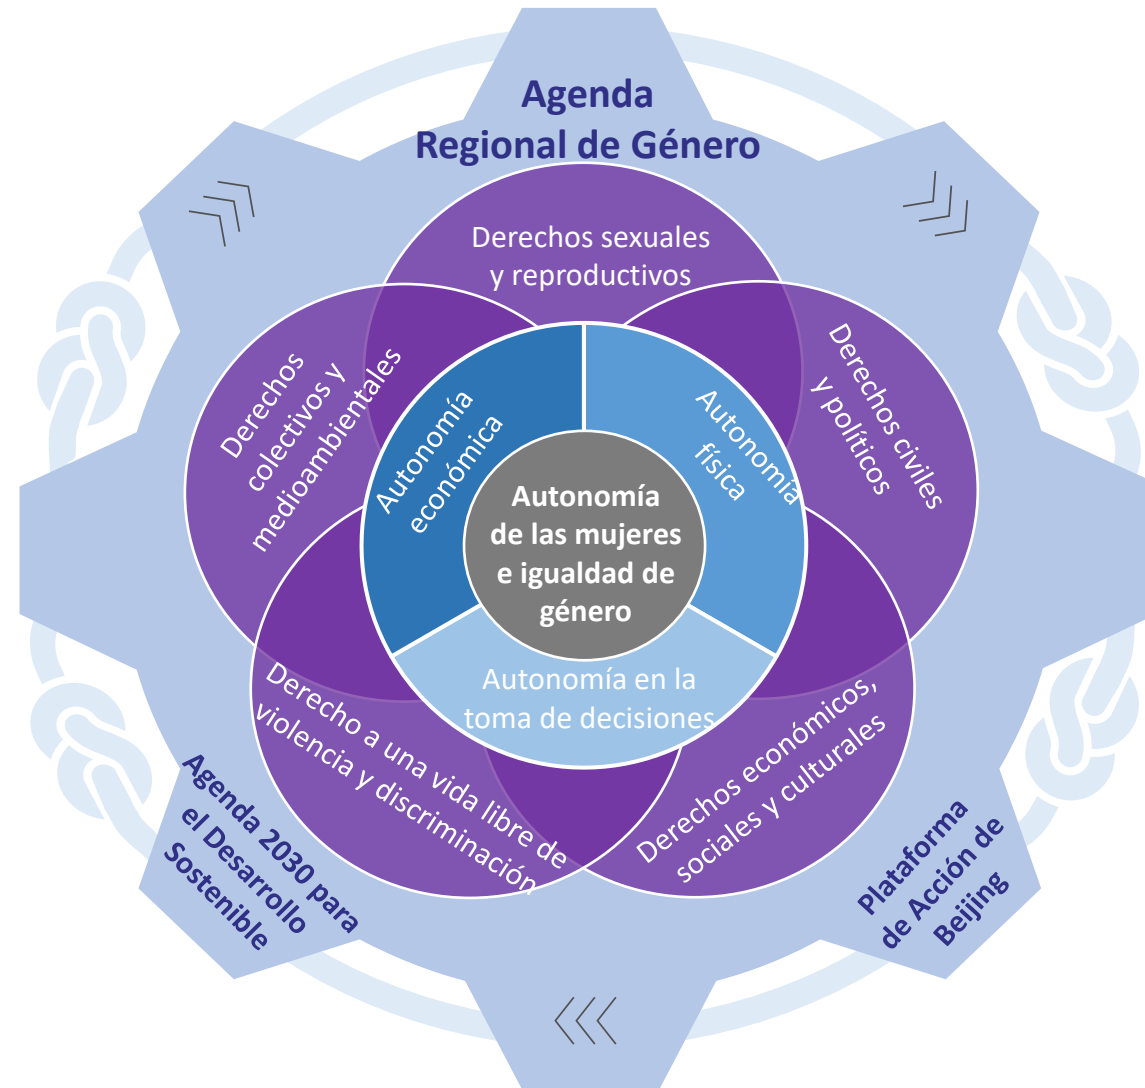 Agenda
Regional de Género
Derechos sexuales
y reproductivos
Derechos
colectivos y
medioambientales
Derechos civiles
y políticos
Autonomía
económica
Autonomía
física
Autonomía
de las mujeres
e igualdad de
género
Autonomía en la
toma de decisiones
Derecho a una vida libre de
violencia y discriminación
Derechos económicos,
sociales y culturales
Agenda 2030 para
el Desarrollo
Sostenible
Plataforma
de Acción de
Beijing